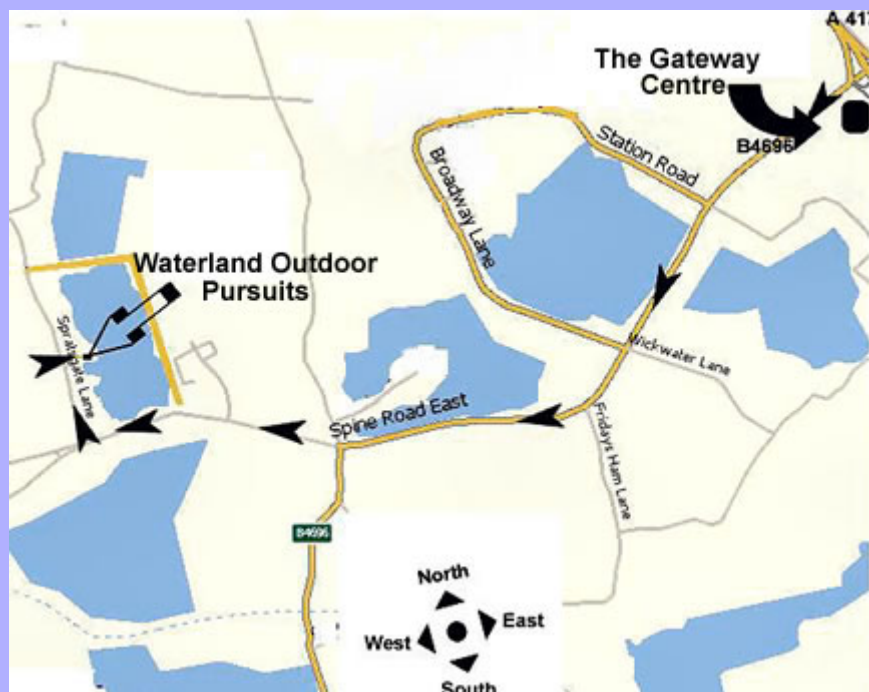 A 417
The Gateway
Centre
B4696
Station Road
Broadway Lane
Waterland Outdoor
Pursuits
Wickwater Lane
Spratsgate Lane
Spine Road East
Fridays Ham Lane
B4696
North
West
East
South